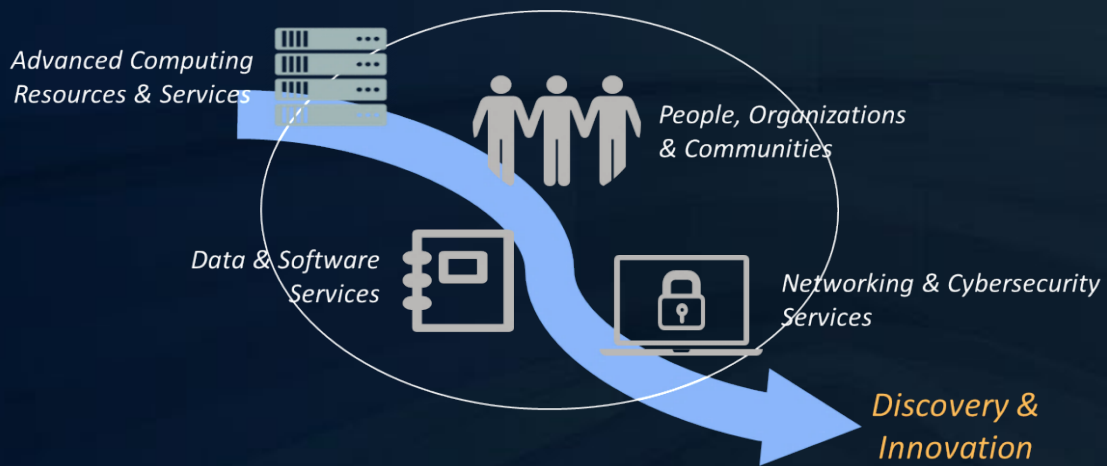 Advanced Computing
Resources & Services
People, Organizations
& Communities
Data & Software
Services
Networking & Cybersecurity
Services
Discovery &
Innovation